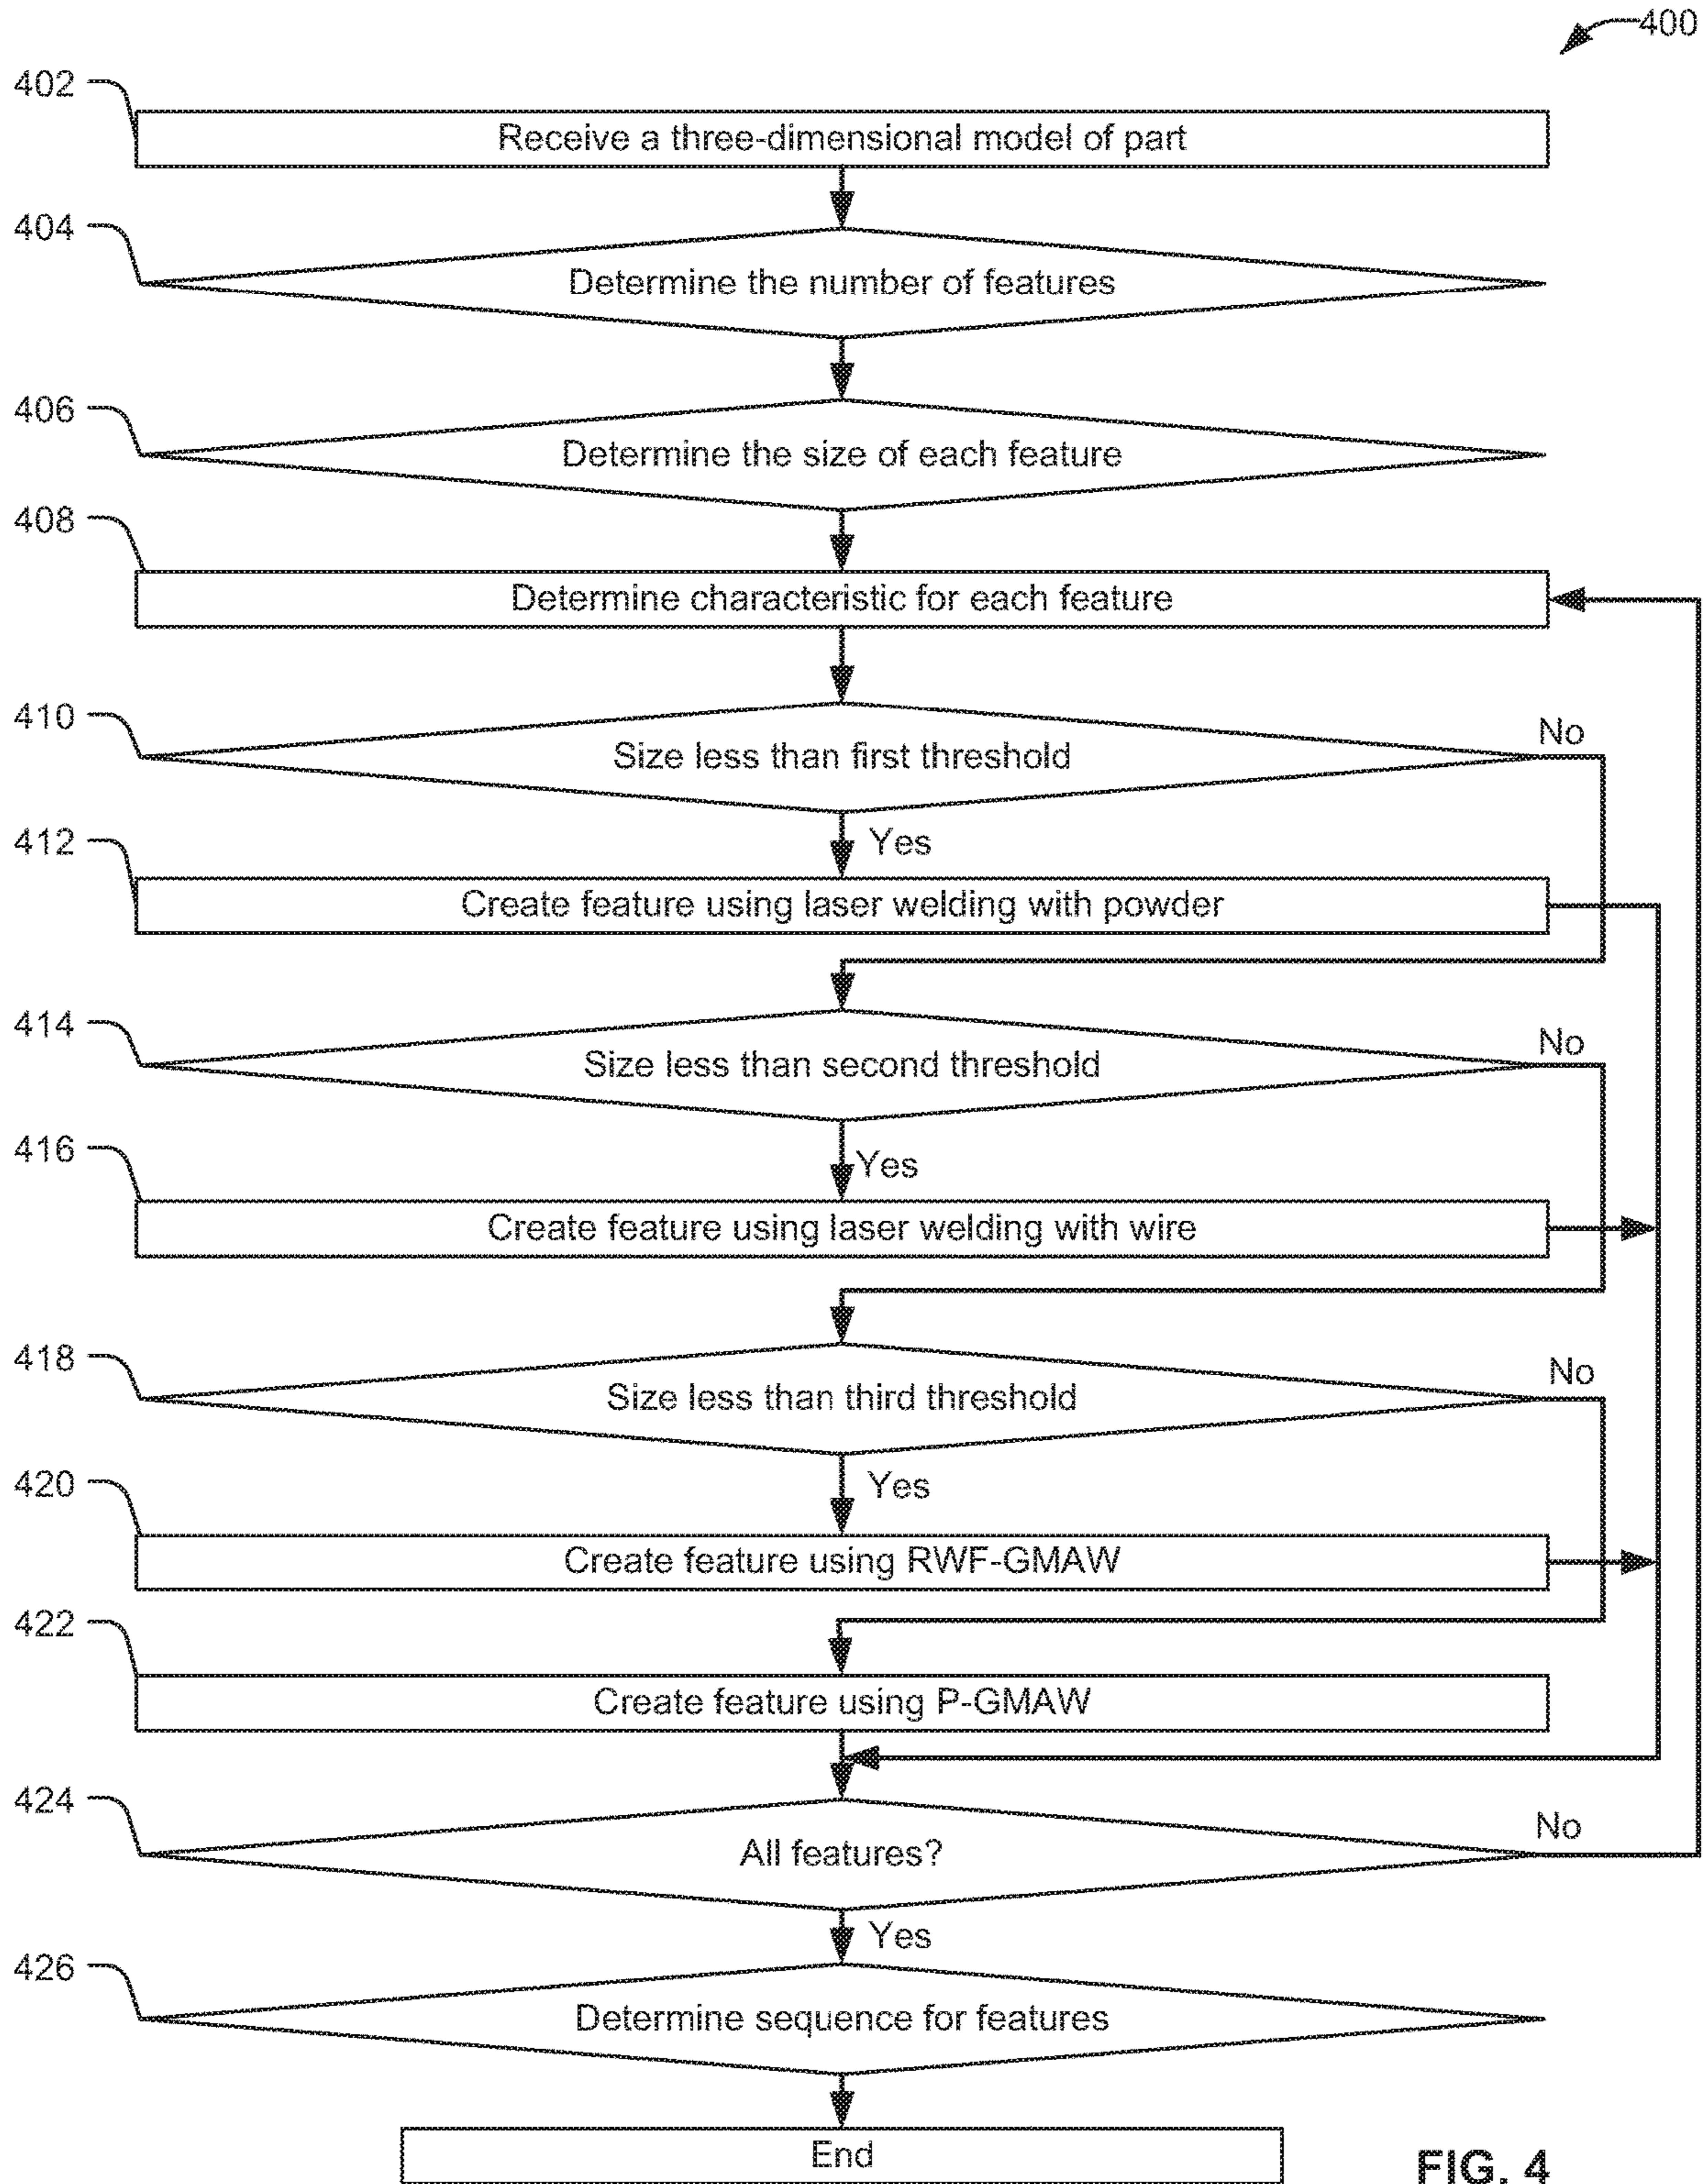 400
402
Receive a three-dimensional model of part
404
Determine the number of features
406
Determine the size of each feature
408
Determine characteristic for each feature
410
Size less than first threshold
No
Yes
412
Create feature using laser welding with powder
414
Size less than second threshold
No
Yes
416
Create feature using laser welding with wire
418
Size less than third threshold
No
Yes
420
Create feature using RWF-GMAW
422
Create feature using P-GMAW
424
All features?
No
Yes
426
Determine sequence for features
End
FIG. 4